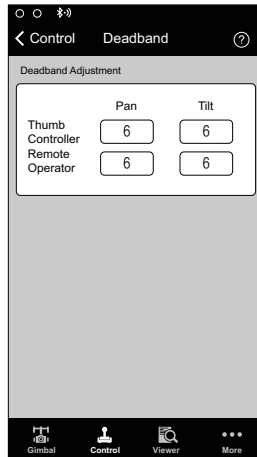 Control Deadband ?
Deadband Adjustment
Pan Tilt
Thumb
Controller 6 6
Remote
Operator 6 6
Gimbal Control Viewer More